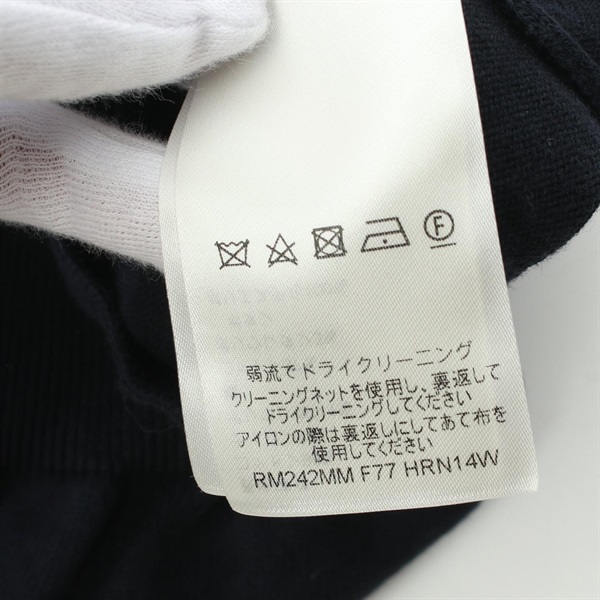 F
弱流でドライクリーニング
クリーニングネットを使用し、裏返して
ドライクリーニングしてください
アイロンの際は裏返しにしてあて布を
使用してください
RM242MM F77 HRN14W